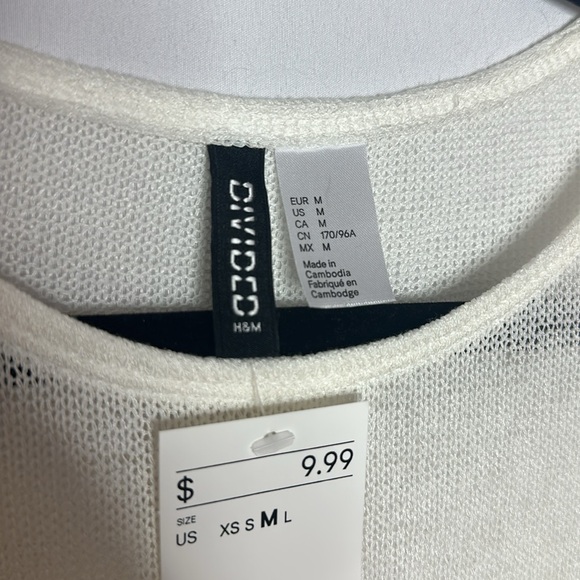 DIVIDED
H&M
EUR M
US M
CA M
CN 170/96A
MX M
Made in
Cambodia
Fabriqué en
Cambodge
$ 9.99
SIZE
US XS S M L